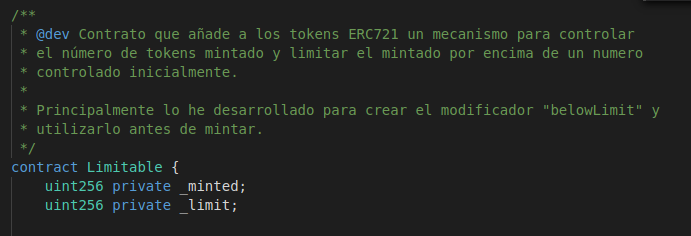 /**
 * @dev Contrato que añade a los tokens ERC721 un mecanismo para controlar
 * el número de tokens mintado y limitar el mintado por encima de un numero
 * controlado inicialmente.
 *
 * Principalmente lo he desarrollado para crear el modificador "belowLimit" y
 * utilizarlo antes de mintar.
 */
contract Limitable {
    uint256 private _minted;
    uint256 private _limit;